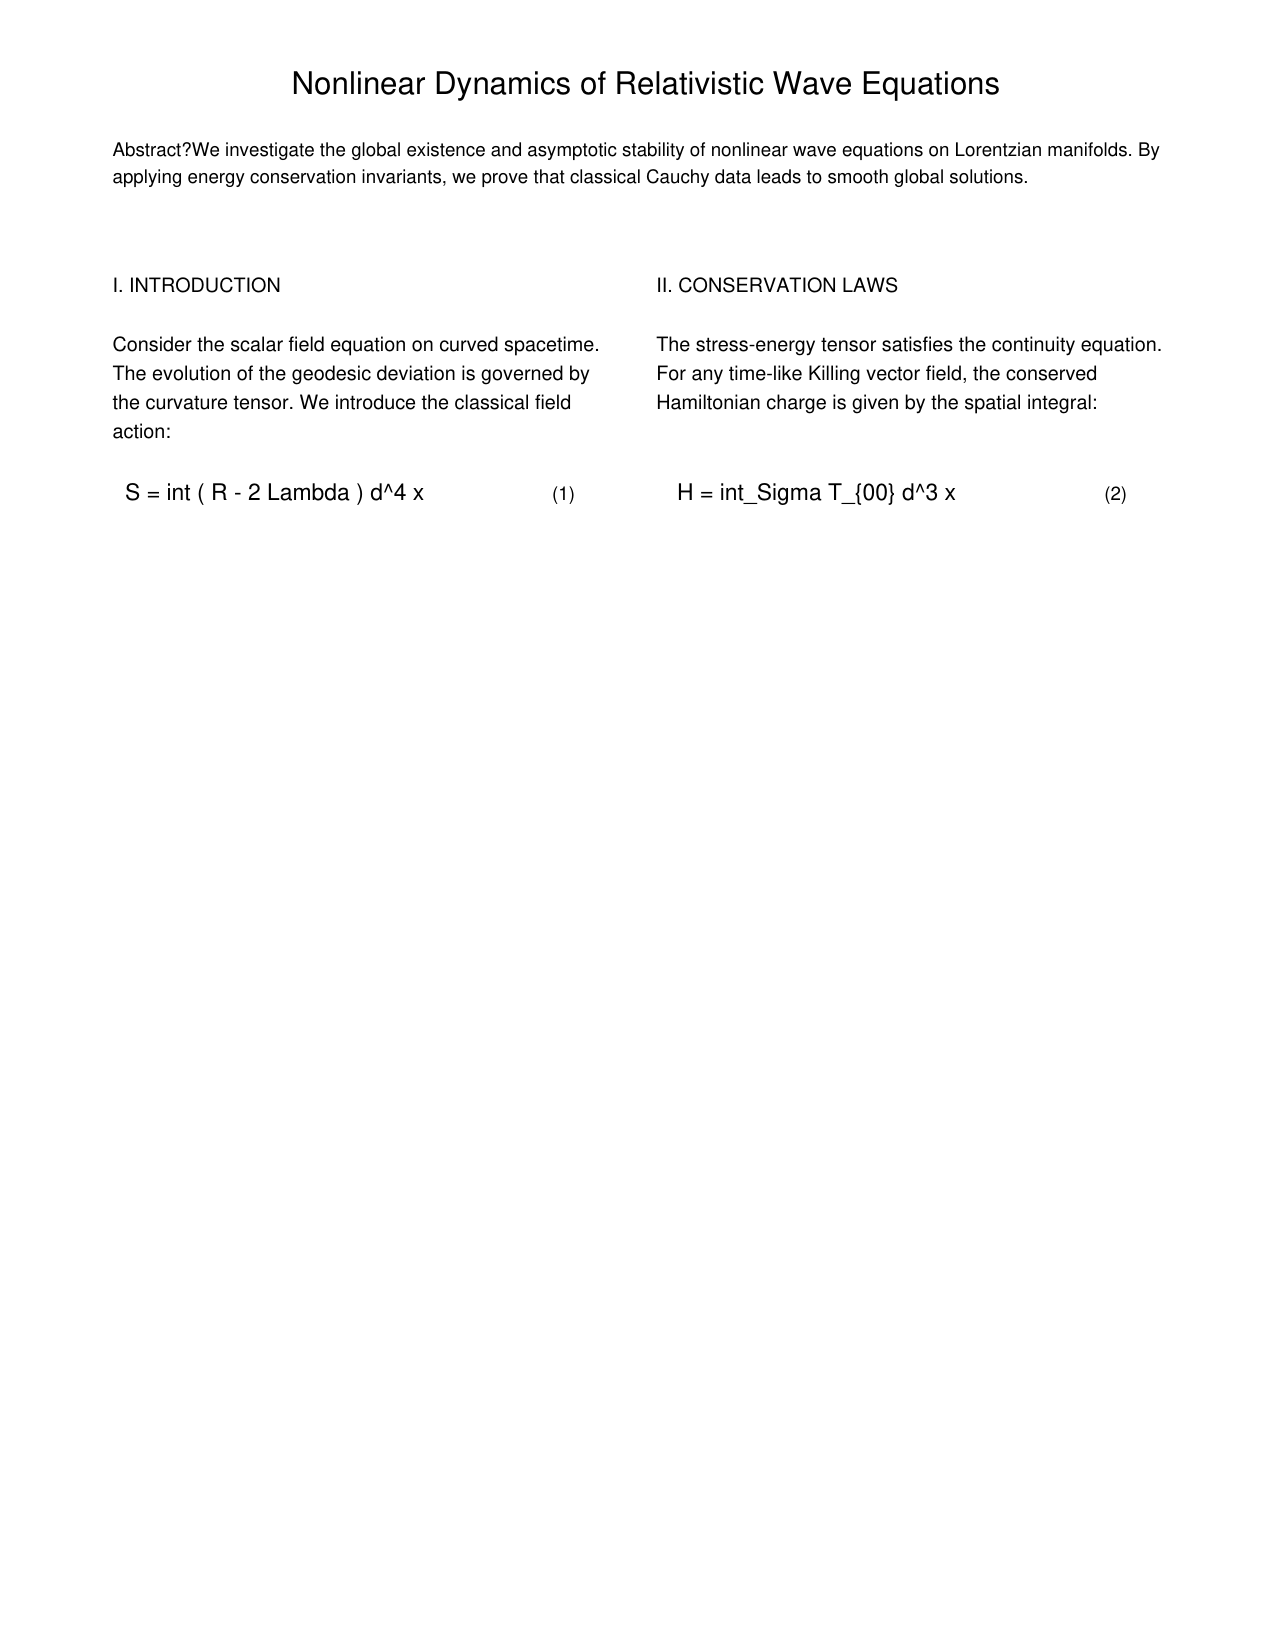 Nonlinear Dynamics of Relativistic Wave Equations
Abstract?We investigate the global existence and asymptotic stability of nonlinear wave equations on Lorentzian manifolds. By
applying energy conservation invariants, we prove that classical Cauchy data leads to smooth global solutions.
I. INTRODUCTION
Consider the scalar field equation on curved spacetime.
The evolution of the geodesic deviation is governed by
the curvature tensor. We introduce the classical field
action:
S = int ( R - 2 Lambda ) d^4 x (1)
II. CONSERVATION LAWS
The stress-energy tensor satisfies the continuity equation.
For any time-like Killing vector field, the conserved
Hamiltonian charge is given by the spatial integral:
H = int_Sigma T_{00} d^3 x (2)